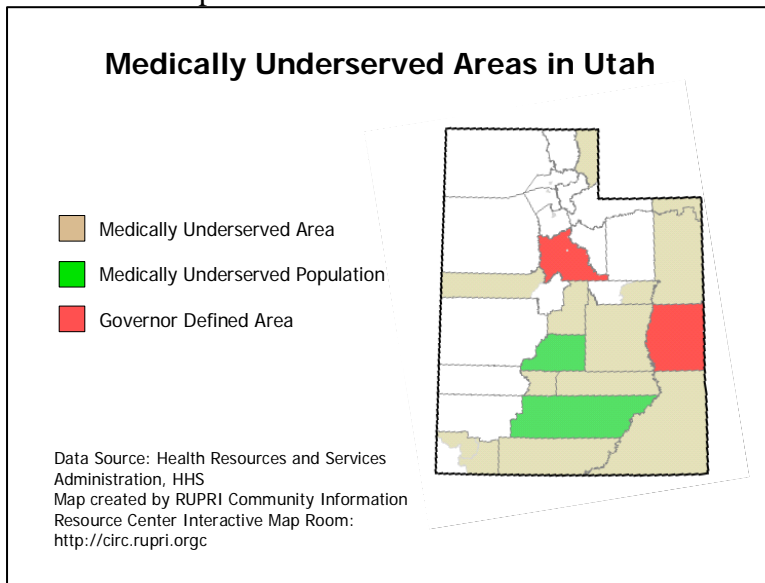 Medically Underserved Areas in Utah
Medically Underserved Area
Medically Underserved Population
Governor Defined Area
Data Source: Health Resources and Services
Administration, HHS
Map created by RUPRI Community Information
Resource Center Interactive Map Room:
http://circ.rupri.orgc